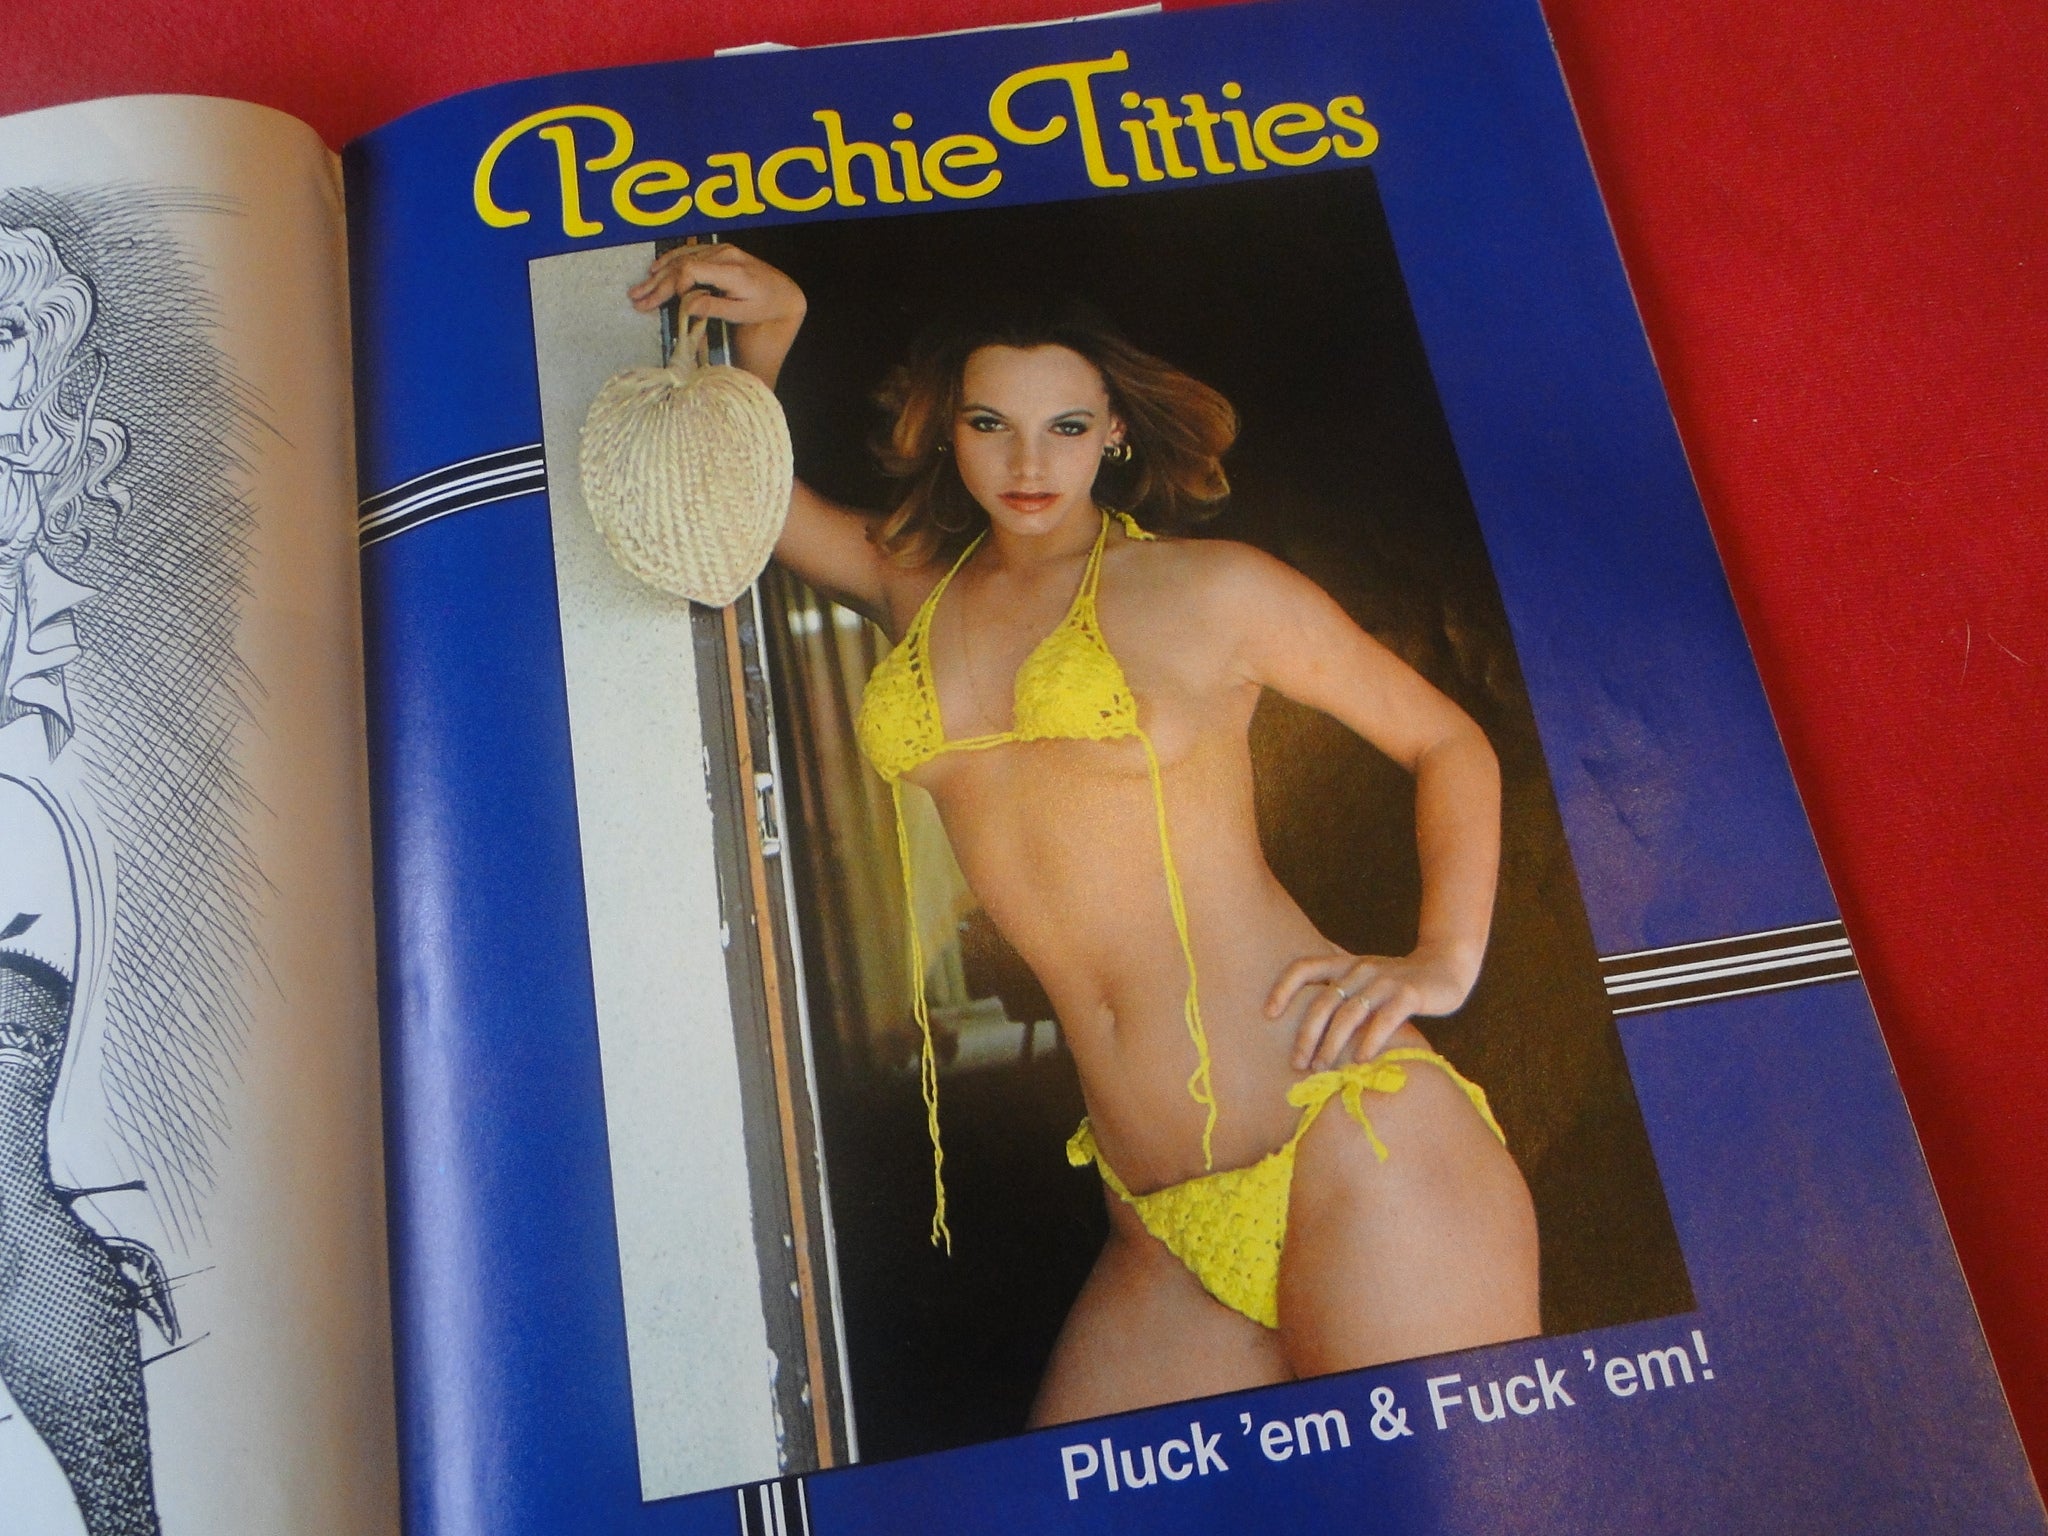 Peachie Titties
Pluck 'em & Fuck 'em!